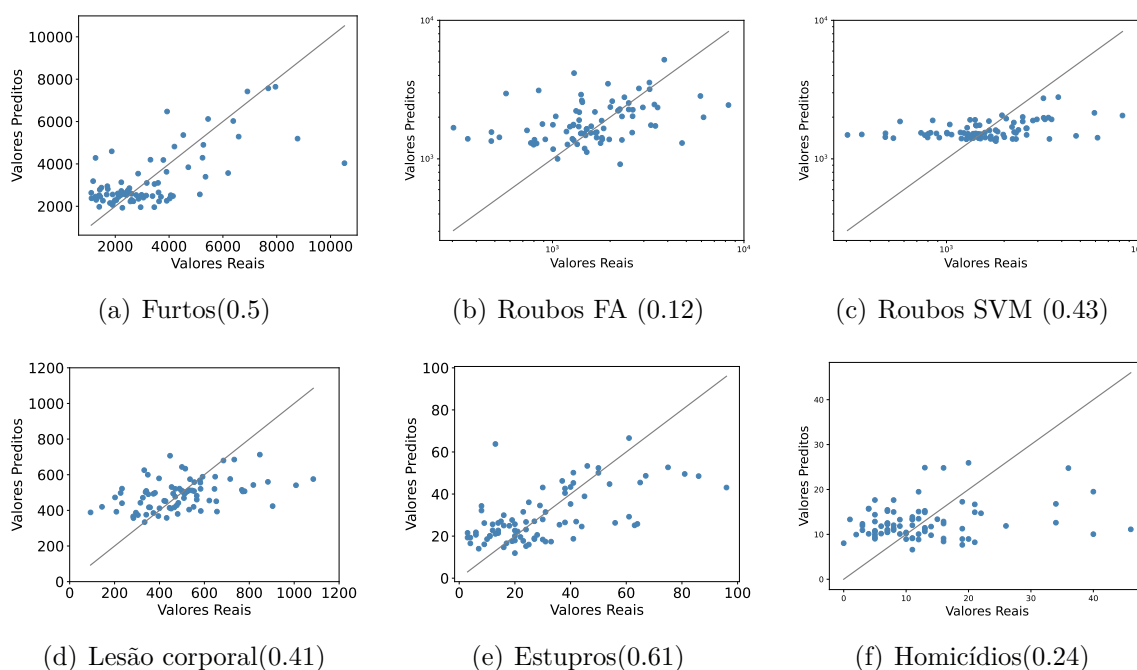 10000
8000
6000
4000
2000
Valores Preditos
2000 4000 6000 8000 10000
Valores Reais
(a) Furtos(0.5)
10⁴
10³
Valores Preditos
10³ 10⁴
Valores Reais
(b) Roubos FA (0.12)
10⁴
10³
Valores Preditos
10³ 10
Valores Reais
(c) Roubos SVM (0.43)
1200
1000
800
600
400
200
0
Valores Preditos
0 200 400 600 800 1000 1200
Valores Reais
(d) Lesão corporal(0.41)
100
80
60
40
20
0
Valores Preditos
0 20 40 60 80 100
Valores Reais
(e) Estupros(0.61)
40
30
20
10
0
Valores Preditos
0 10 20 30 40
Valores Reais
(f) Homicídios(0.24)